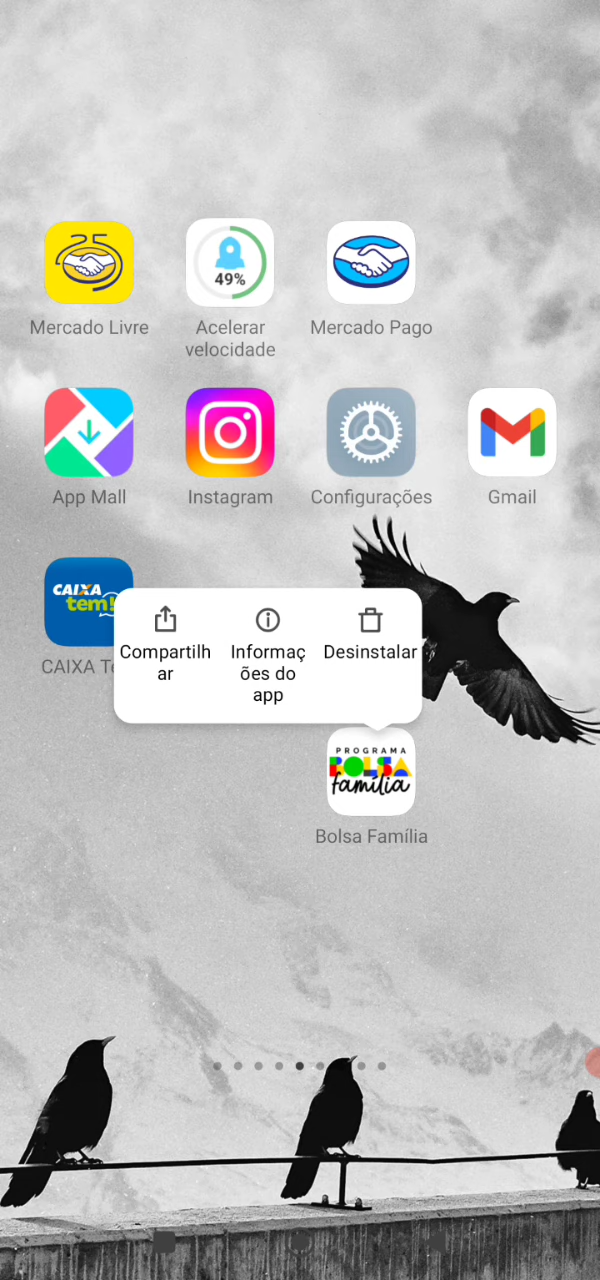 25
Mercado Livre
49%
Acelerar
velocidade
Mercado Pago
App Mall
Instagram
Configurações
Gmail
CAIXA
tem!
CAIXA Te
Compartilh
ar
Informaç
ões do
app
Desinstalar
PROGRAMA
BOLSA
família
Bolsa Família